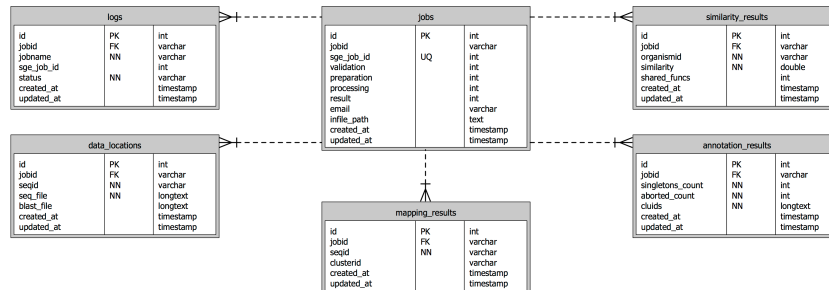 logs
id PK int
jobid FK varchar
jobname NN varchar
sge_job_id int
status NN varchar
created_at timestamp
updated_at timestamp
jobs
id PK int
jobid varchar
sge_job_id UQ int
validation int
preparation int
processing int
result int
email varchar
infile_path text
created_at timestamp
updated_at timestamp
similarity_results
id PK int
jobid FK varchar
organismid NN varchar
similarity NN double
shared_funcs int
created_at timestamp
updated_at timestamp
data_locations
id PK int
jobid FK varchar
seqid NN varchar
seq_file NN longtext
blast_file longtext
created_at timestamp
updated_at timestamp
annotation_results
id PK int
jobid FK varchar
singletons_count NN int
aborted_count NN int
cluids NN longtext
created_at timestamp
updated_at timestamp
mapping_results
id PK int
jobid FK varchar
seqid NN varchar
clusterid varchar
created_at timestamp
updated_at timestamp